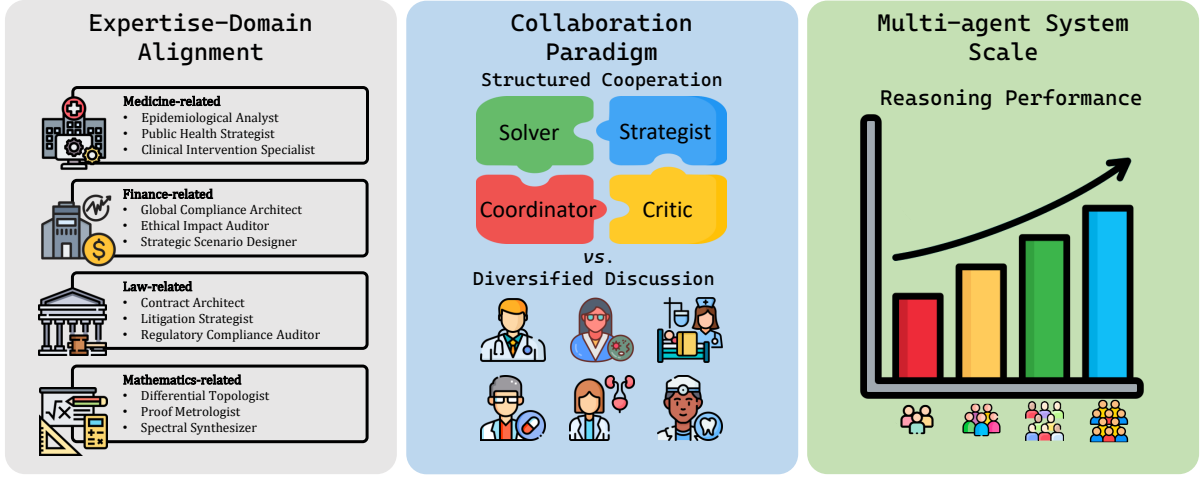 Expertise-Domain
Alignment
Medicine-related
• Epidemiological Analyst
• Public Health Strategist
• Clinical Intervention Specialist
Finance-related
• Global Compliance Architect
• Ethical Impact Auditor
• Strategic Scenario Designer
$
Law-related
• Contract Architect
• Litigation Strategist
• Regulatory Compliance Auditor
Mathematics-related
• Differential Topologist
• Proof Metrologist
• Spectral Synthesizer
√x
Collaboration
Paradigm
Structured Cooperation
Solver
Strategist
Coordinator
Critic
vs.
Diversified Discussion
Multi-agent System
Scale
Reasoning Performance